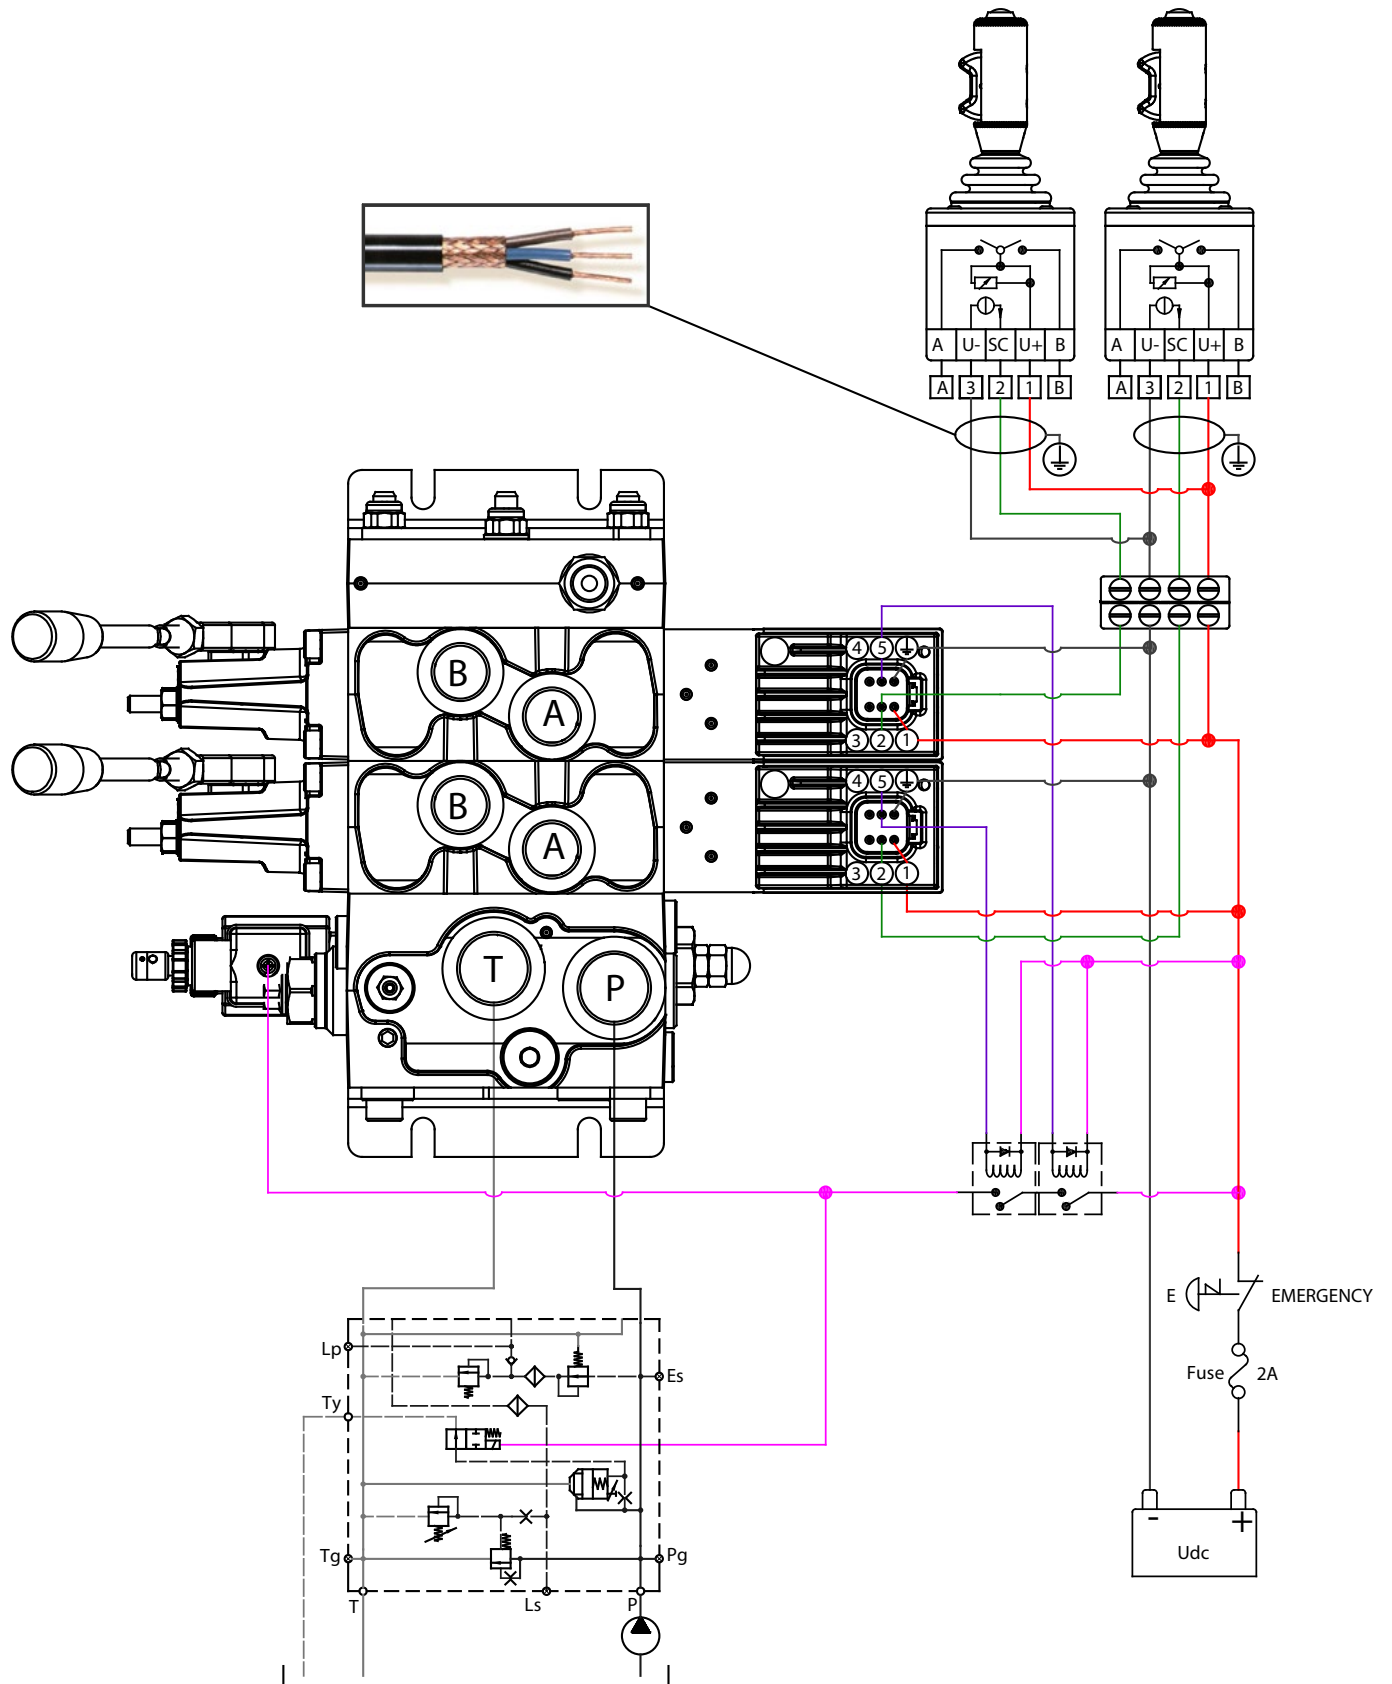 A U- SC U+ B A U- SC U+ B
A 3 2 1 B A 3 2 1 B
B
A
4 5
3 2 1
B
A
4 5
3 2 1
T
P
E EMERGENCY
Fuse 2A
Lp
Es
Ty
Tg
Pg
T
Ls
P
- +
Udc